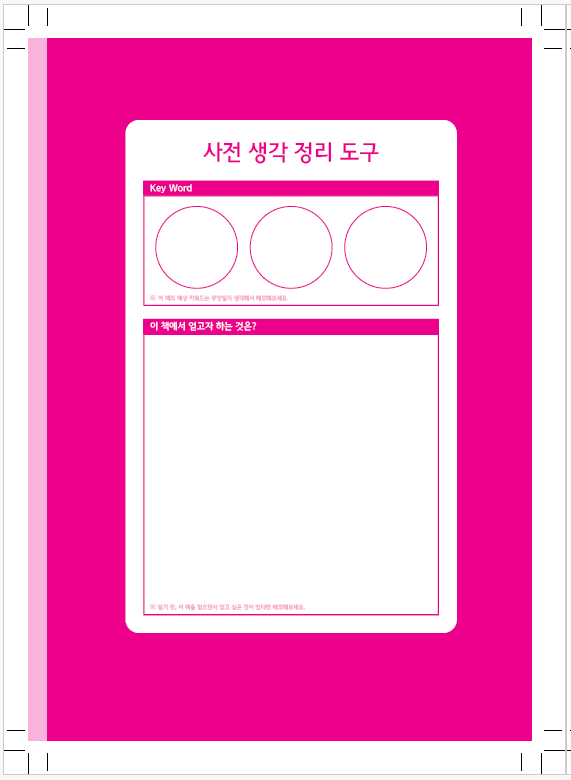 사전 생각 정리 도구
Key Word
※ 이 책의 예상 키워드는 무엇일지 생각해서 메모해보세요.
이 책에서 얻고자 하는 것은?
※ 읽기 전, 이 책을 읽으면서 얻고 싶은 것이 있다면 메모해보세요.